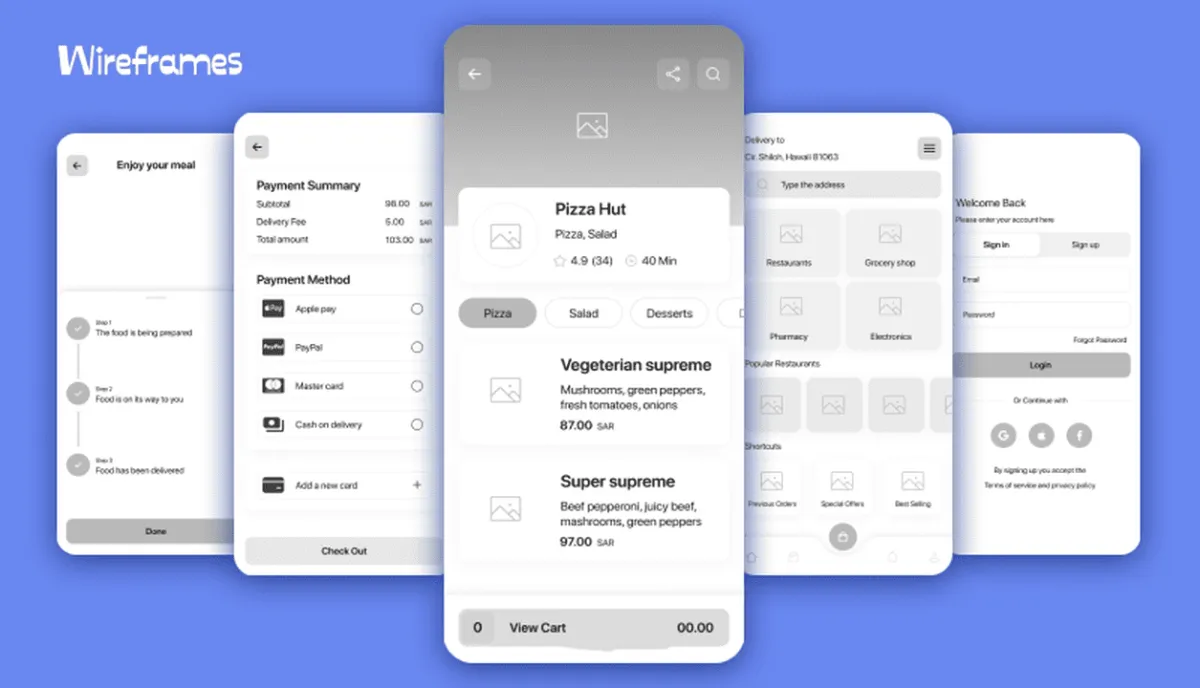 Wireframes
Enjoy your meal
Step 1
The food is being prepared
Step 2
Food is on its way to you
Step 3
Food has been delivered
Done
Payment Summary
Subtotal 98.00 SAR
Delivery Fee 5.00 SAR
Total amount 103.00 SAR
Payment Method
Pay Apple pay
PayPal PayPal
Master card
Cash on delivery
Add a new card +
Check Out
Pizza Hut
Pizza, Salad
4.9 (34) 40 Min
Pizza Salad Desserts D
Vegeterian supreme
Mushrooms, green peppers,
fresh tomatoes, onions
87.00 SAR
Super supreme
Beef pepperoni, juicy beef,
mashrooms, green peppers
97.00 SAR
0 View Cart 00.00
Delivery to
Cir. Shiloh, Hawaii 81063
Type the address
Restaurants Grocery shop
Pharmacy Electronics
Popular Restaurants
Shortcuts
Previous Orders Special Offers Best Selling
Welcome Back
Please enter your account here
Sign in Sign up
Email
Password
Forgot Password
Login
Or Continue with
G f
By signing up you accept the
Terms of service and privacy policy